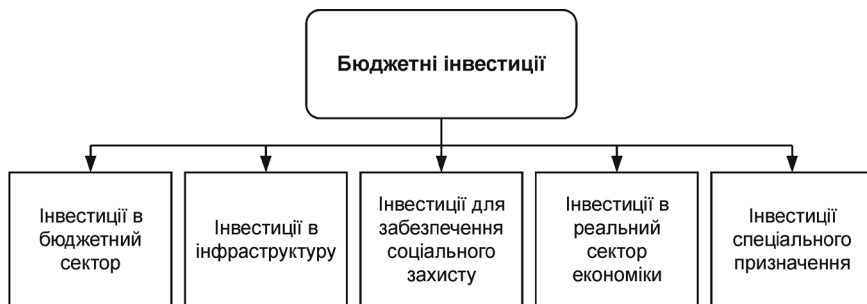 Бюджетні інвестиції
Інвестиції в
бюджетний
сектор
Інвестиції в
інфраструктуру
Інвестиції для
забезпечення
соціального
захисту
Інвестиції в
реальний
сектор
економіки
Інвестиції
спеціального
призначення